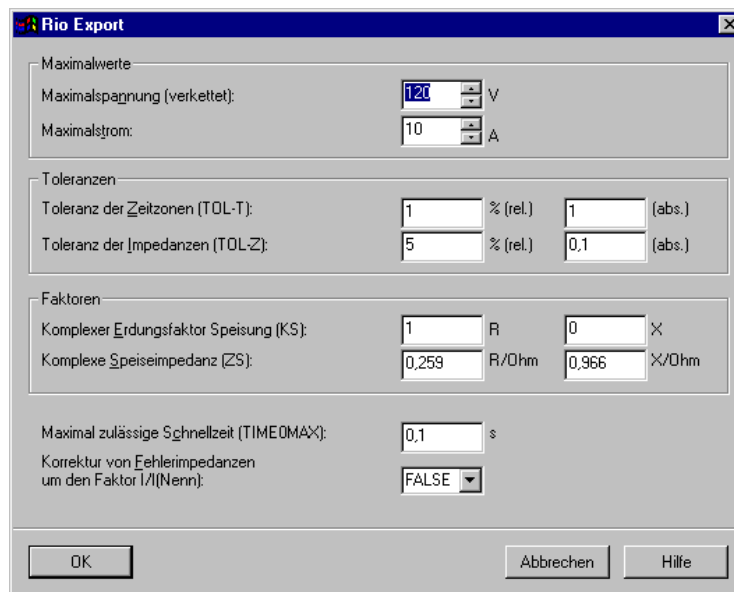 Rio Export
Maximalwerte
Maximalspannung (verkettet): 120 V
Maximalstrom: 10 A
Toleranzen
Toleranz der Zeitzonen (TOL-T): 1 % (rel.) 1 (abs.)
Toleranz der Impedanzen (TOL-Z): 5 % (rel.) 0,1 (abs.)
Faktoren
Komplexer Erdungsfaktor Speisung (KS): 1 R 0 X
Komplexe Speiseimpedanz (ZS): 0,259 R/Ohm 0,966 X/Ohm
Maximal zulässige Schnellzeit (TIME0MAX): 0,1 s
Korrektur von Fehlerimpedanzen
um den Faktor I/I(Nenn): FALSE
OK Abbrechen Hilfe